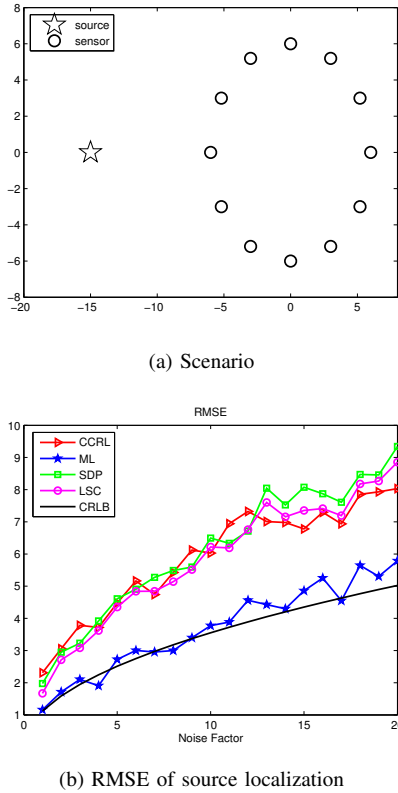 8
6
4
2
0
−2
−4
−6
−8
source
sensor
−20 −15 −10 −5 0 5
(a) Scenario
RMSE
10
9
8
7
6
5
4
3
2
1
CCRL
ML
SDP
LSC
CRLB
0 5 10 15 20
Noise Factor
(b) RMSE of source localization